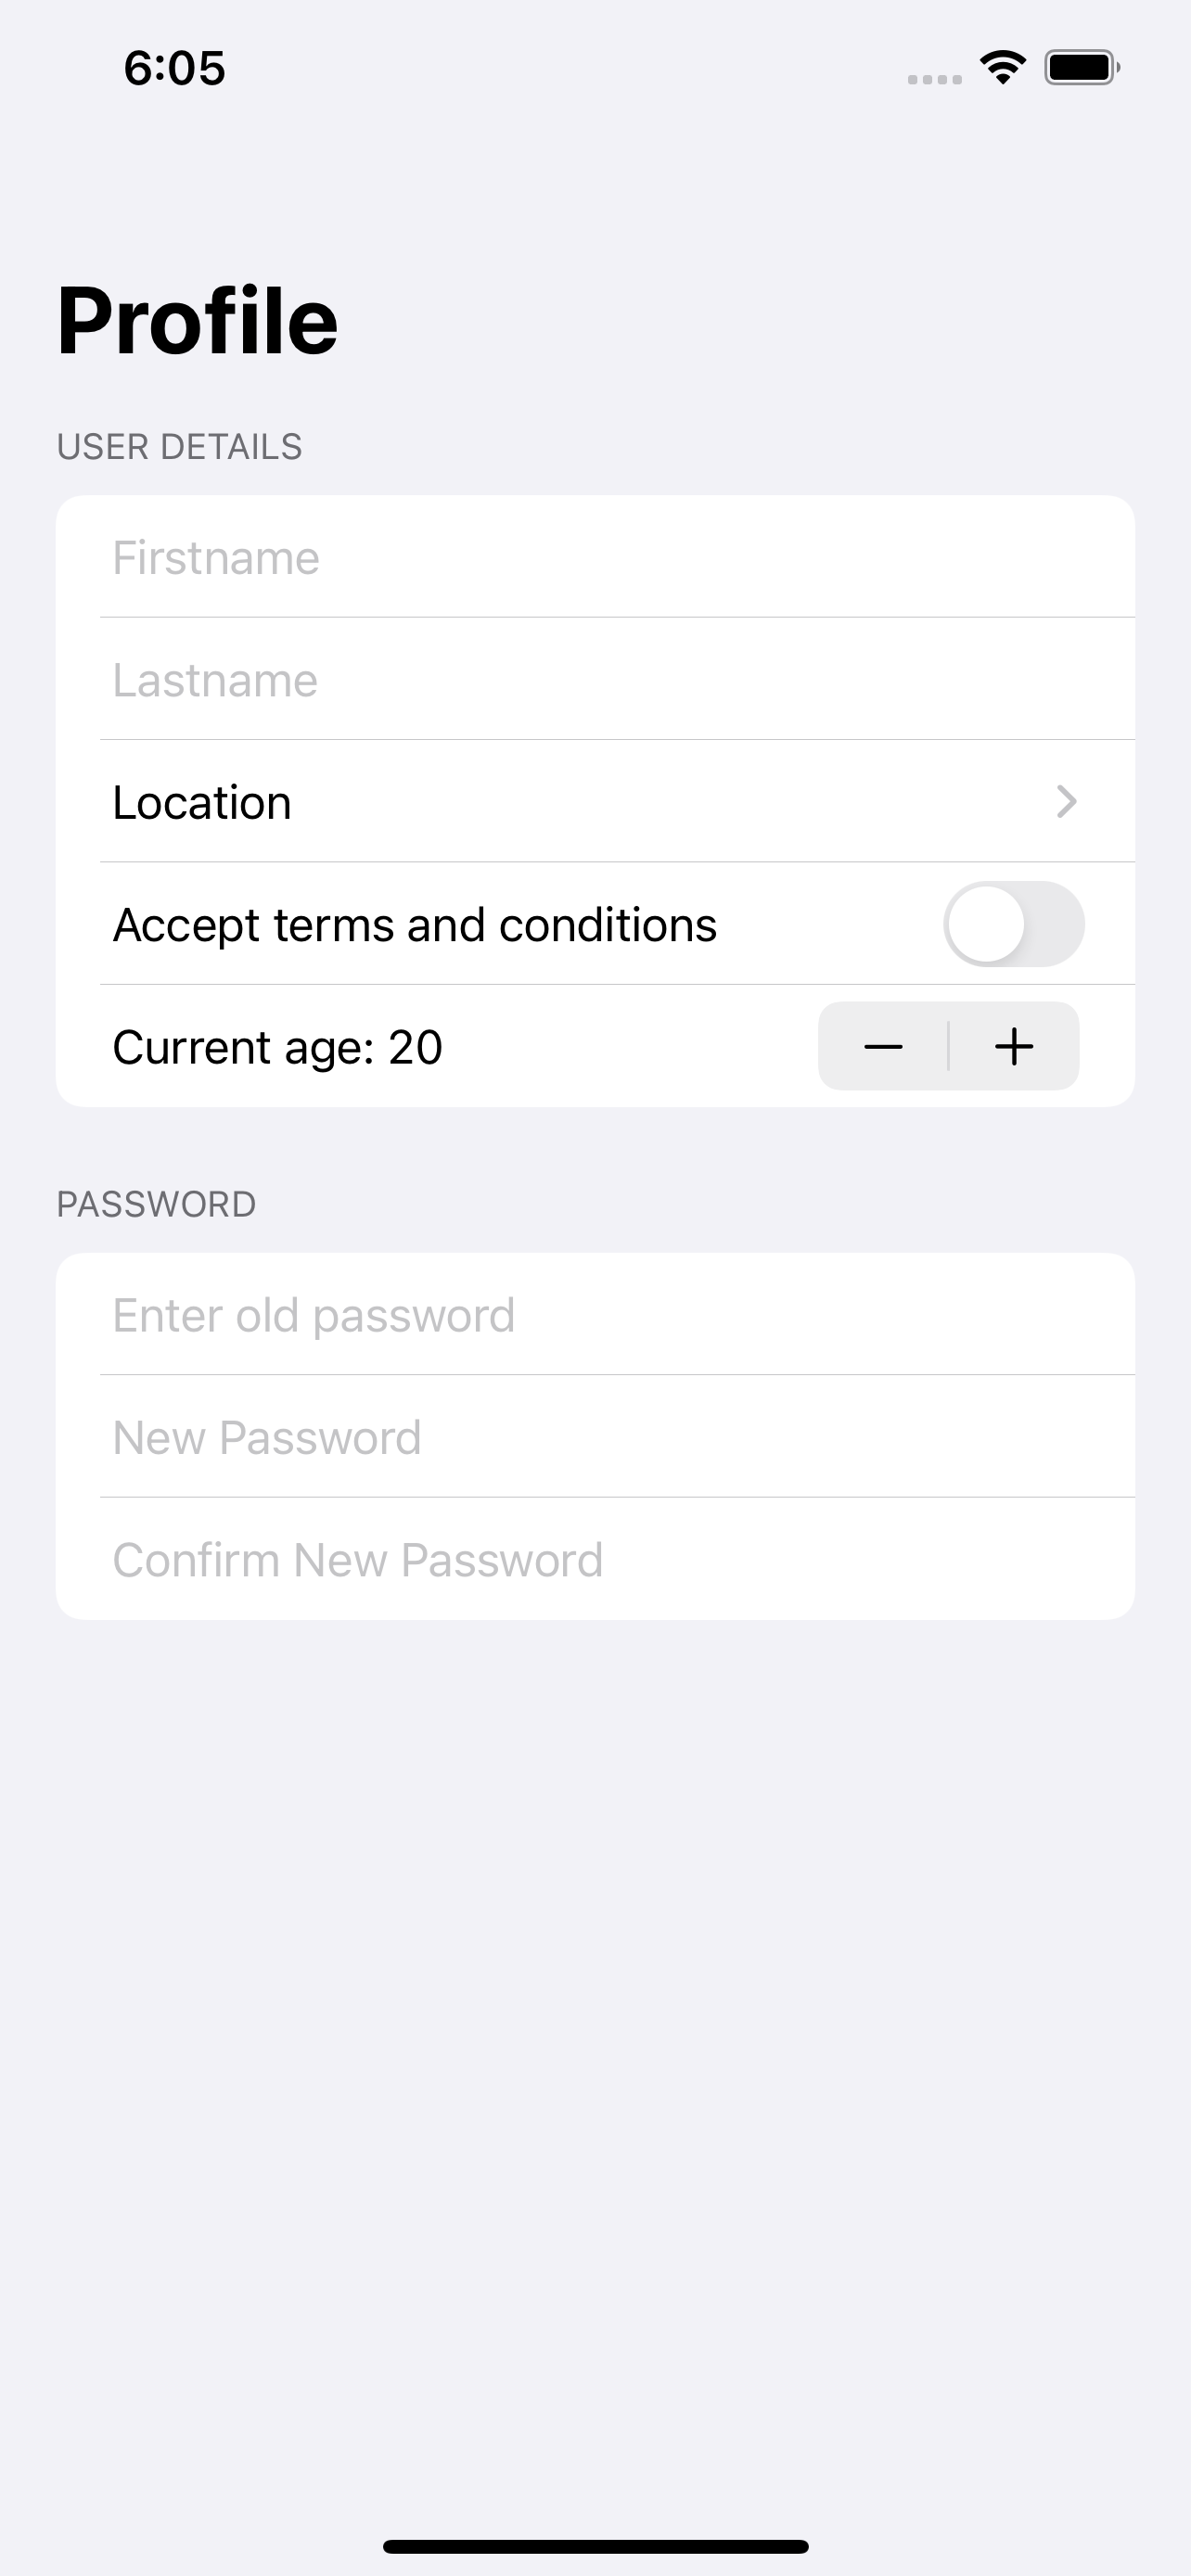 6:05
Profile
USER DETAILS
Firstname
Lastname
Location
Accept terms and conditions
Current age: 20
PASSWORD
Enter old password
New Password
Confirm New Password